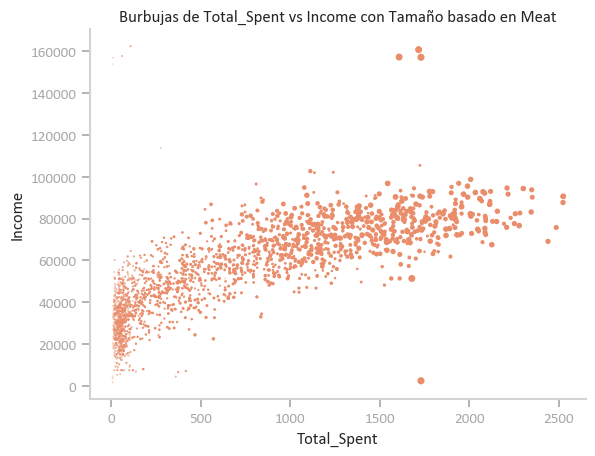 Burbujas de Total_Spent vs Income con Tamaño basado en Meat
Income
160000
140000
120000
100000
80000
60000
40000
20000
0
0 500 1000 1500 2000 2500
Total_Spent